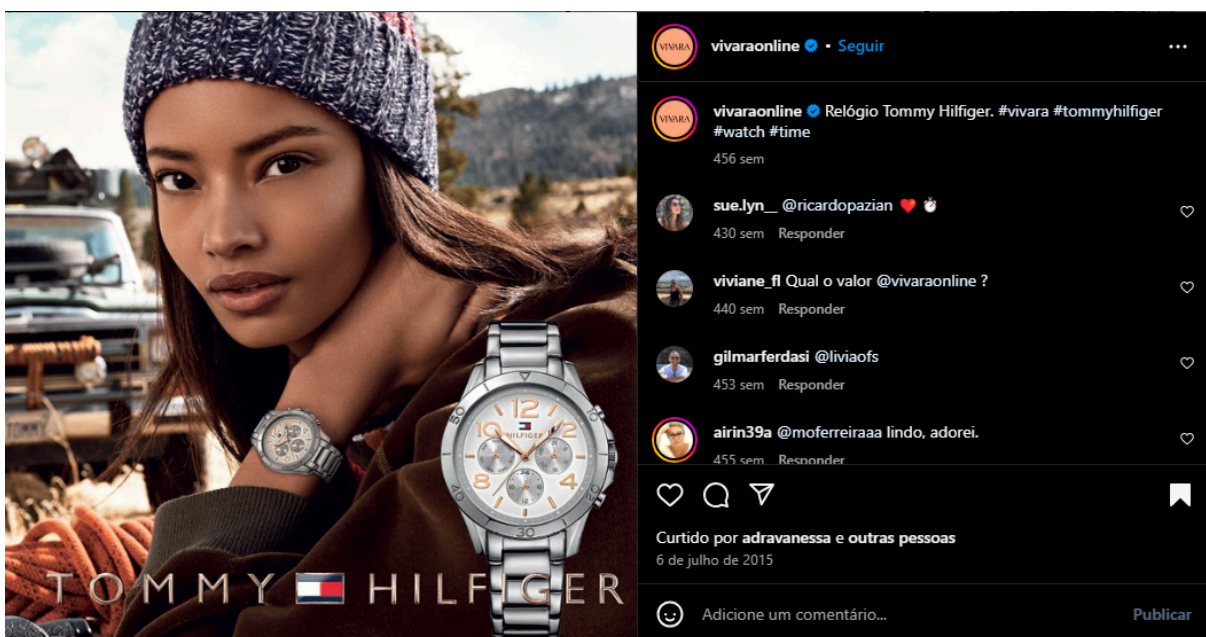 TOMMY
12
10
2
HILFIGER
8
4
30
TOMMY HILFIGER
VIVARA
vivaraonline • Seguir
VIVARA
vivaraonline Relógio Tommy Hilfiger. #vivara #tommyhilfiger
#watch #time
456 sem
sue.lyn__ @ricardopazian ❤️ ⏱️
430 sem Responder
viviane_fl Qual o valor @vivaraonline ?
440 sem Responder
gilmarferdasi @liviaofs
453 sem Responder
airin39a @moferreiraaa lindo, adorei.
455 sem Responder
Curtido por adravanessa e outras pessoas
6 de julho de 2015
Adicione um comentário...
Publicar